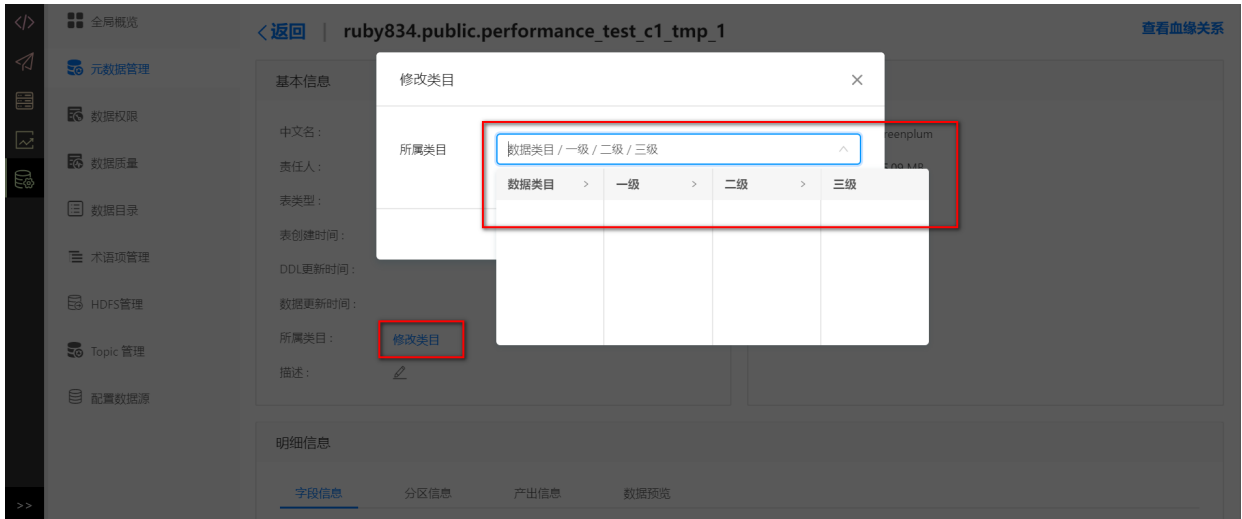 </>
全局概览
元数据管理
数据权限
数据质量
数据目录
术语项管理
HDFS管理
Topic 管理
配置数据源
>>
<返回 | ruby834.public.performance_test_c1_tmp_1
查看血缘关系
基本信息
中文名：
责任人：
表类型：
表创建时间：
DDL更新时间：
数据更新时间：
所属类目：
修改类目
描述：
reenplum
修改类目
所属类目
数据类目 / 一级 / 二级 / 三级
数据类目 > 一级 > 二级 > 三级
明细信息
字段信息 分区信息 产出信息 数据预览